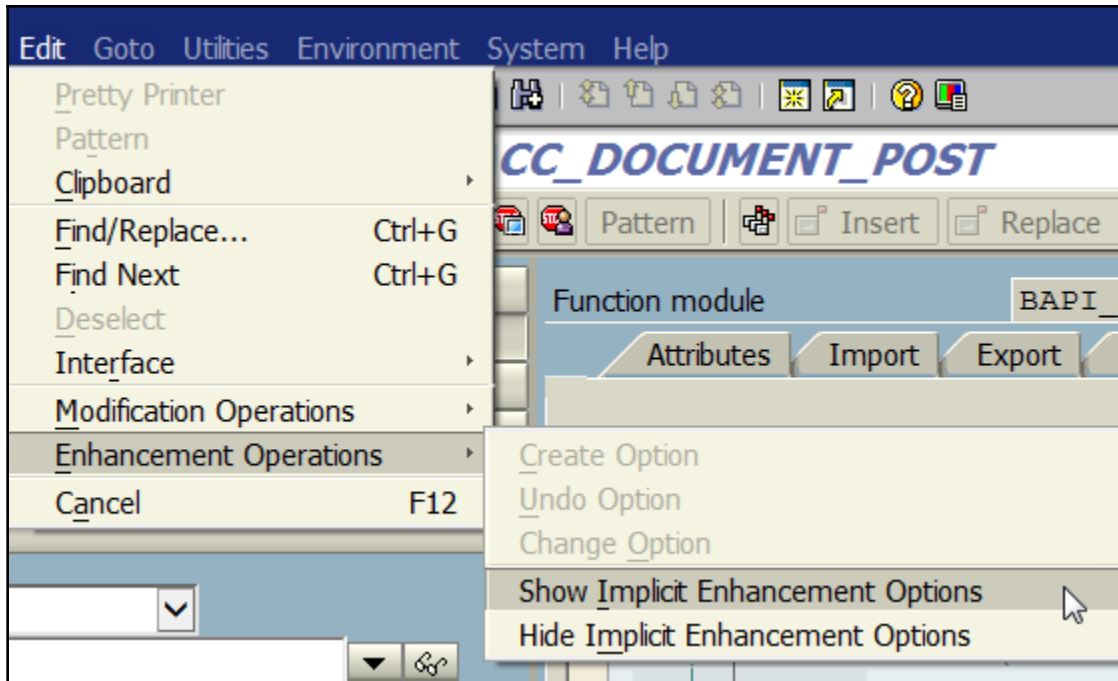 Edit Goto Utilities Environment System Help
Pretty Printer
Pattern
Clipboard
Find/Replace... Ctrl+G
Find Next Ctrl+G
Deselect
Interface
Modification Operations
Enhancement Operations
Cancel F12
CC_DOCUMENT_POST
Pattern Insert Replace
Function module BAPI_
Attributes Import Export
Create Option
Undo Option
Change Option
Show Implicit Enhancement Options
Hide Implicit Enhancement Options